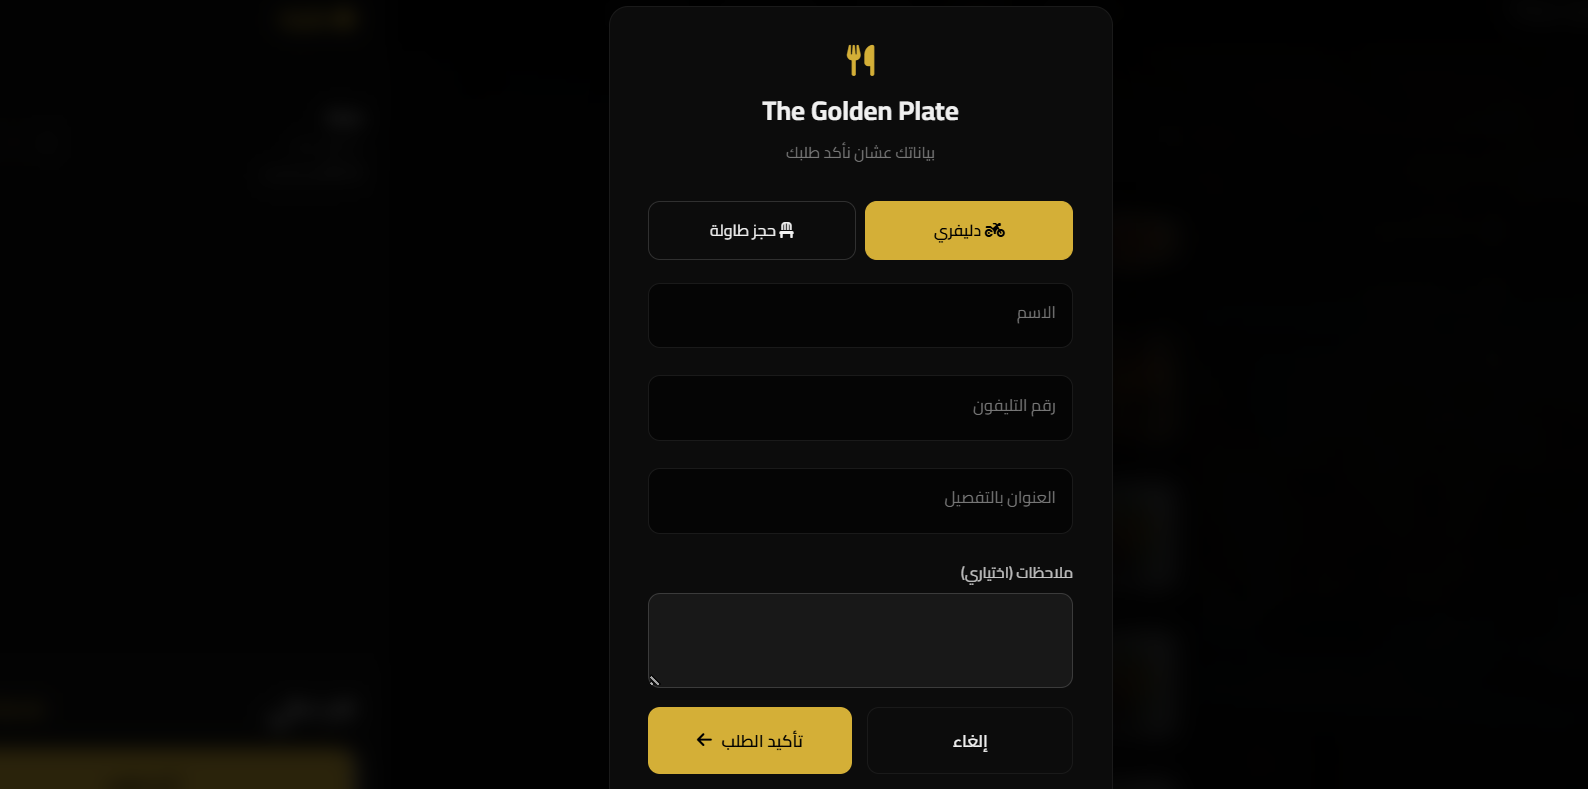 The Golden Plate
بياناتك عشان نأكد طلبك
دليفري
حجز طاولة
الاسم
رقم التليفون
العنوان بالتفصيل
ملاحظات (اختياري)
إلغاء
تأكيد الطلب ←